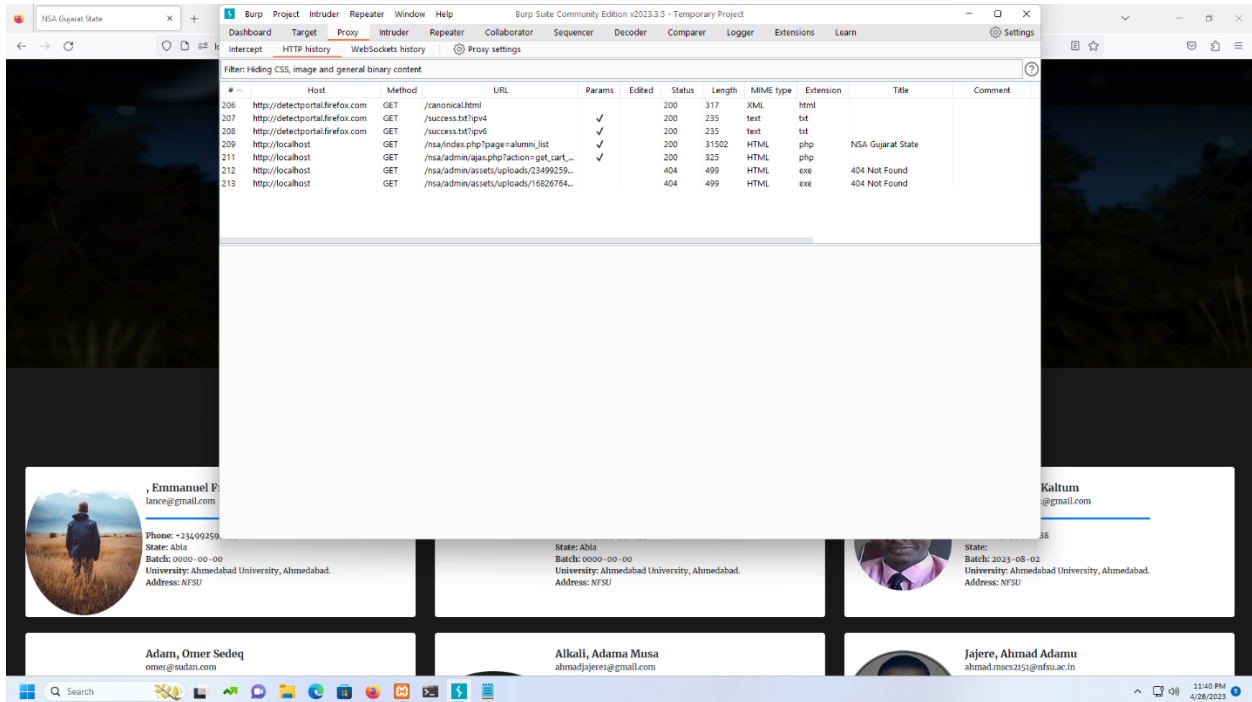 NSA Gujarat State
Burp Project Intruder Repeater Window Help
Burp Suite Community Edition v2023.3.5 - Temporary Project
Dashboard Target Proxy Intruder Repeater Collaborator Sequencer Decoder Comparer Logger Extensions Learn
Settings
Intercept HTTP history WebSockets history Proxy settings
Filter: Hiding CSS, image and general binary content
# Host Method URL Params Edited Status Length MIME type Extension Title Comment
206 http://detectportal.firefox.com GET /canonical.html 200 317 XML html
207 http://detectportal.firefox.com GET /success.txt?ipv4 ✓ 200 235 text txt
208 http://detectportal.firefox.com GET /success.txt?ipv6 ✓ 200 235 text txt
209 http://localhost GET /nsa/index.php?page=alumni_list ✓ 200 31502 HTML php NSA Gujarat State
211 http://localhost GET /nsa/admin/ajax.php?action=get_cart_... ✓ 200 325 HTML php
212 http://localhost GET /nsa/admin/assets/uploads/23499259... 404 499 HTML exe 404 Not Found
213 http://localhost GET /nsa/admin/assets/uploads/16826764... 404 499 HTML exe 404 Not Found
, Emmanuel F
lance@gmail.com
Phone: +23499259
State: Abia
Batch: 0000-00-00
University: Ahmedabad University, Ahmedabad.
Address: NFSU
State: Abia
Batch: 0000-00-00
University: Ahmedabad University, Ahmedabad.
Address: NFSU
Kaltum
@gmail.com
38
State:
Batch: 2023-08-02
University: Ahmedabad University, Ahmedabad.
Address: NFSU
Adam, Omer Sedeq
omer@sudan.com
Alkali, Adama Musa
ahmadjajere1@gmail.com
Jajere, Ahmad Adamu
ahmad.mscs2151@nfsu.ac.in
Search
11:40 PM
4/28/2023